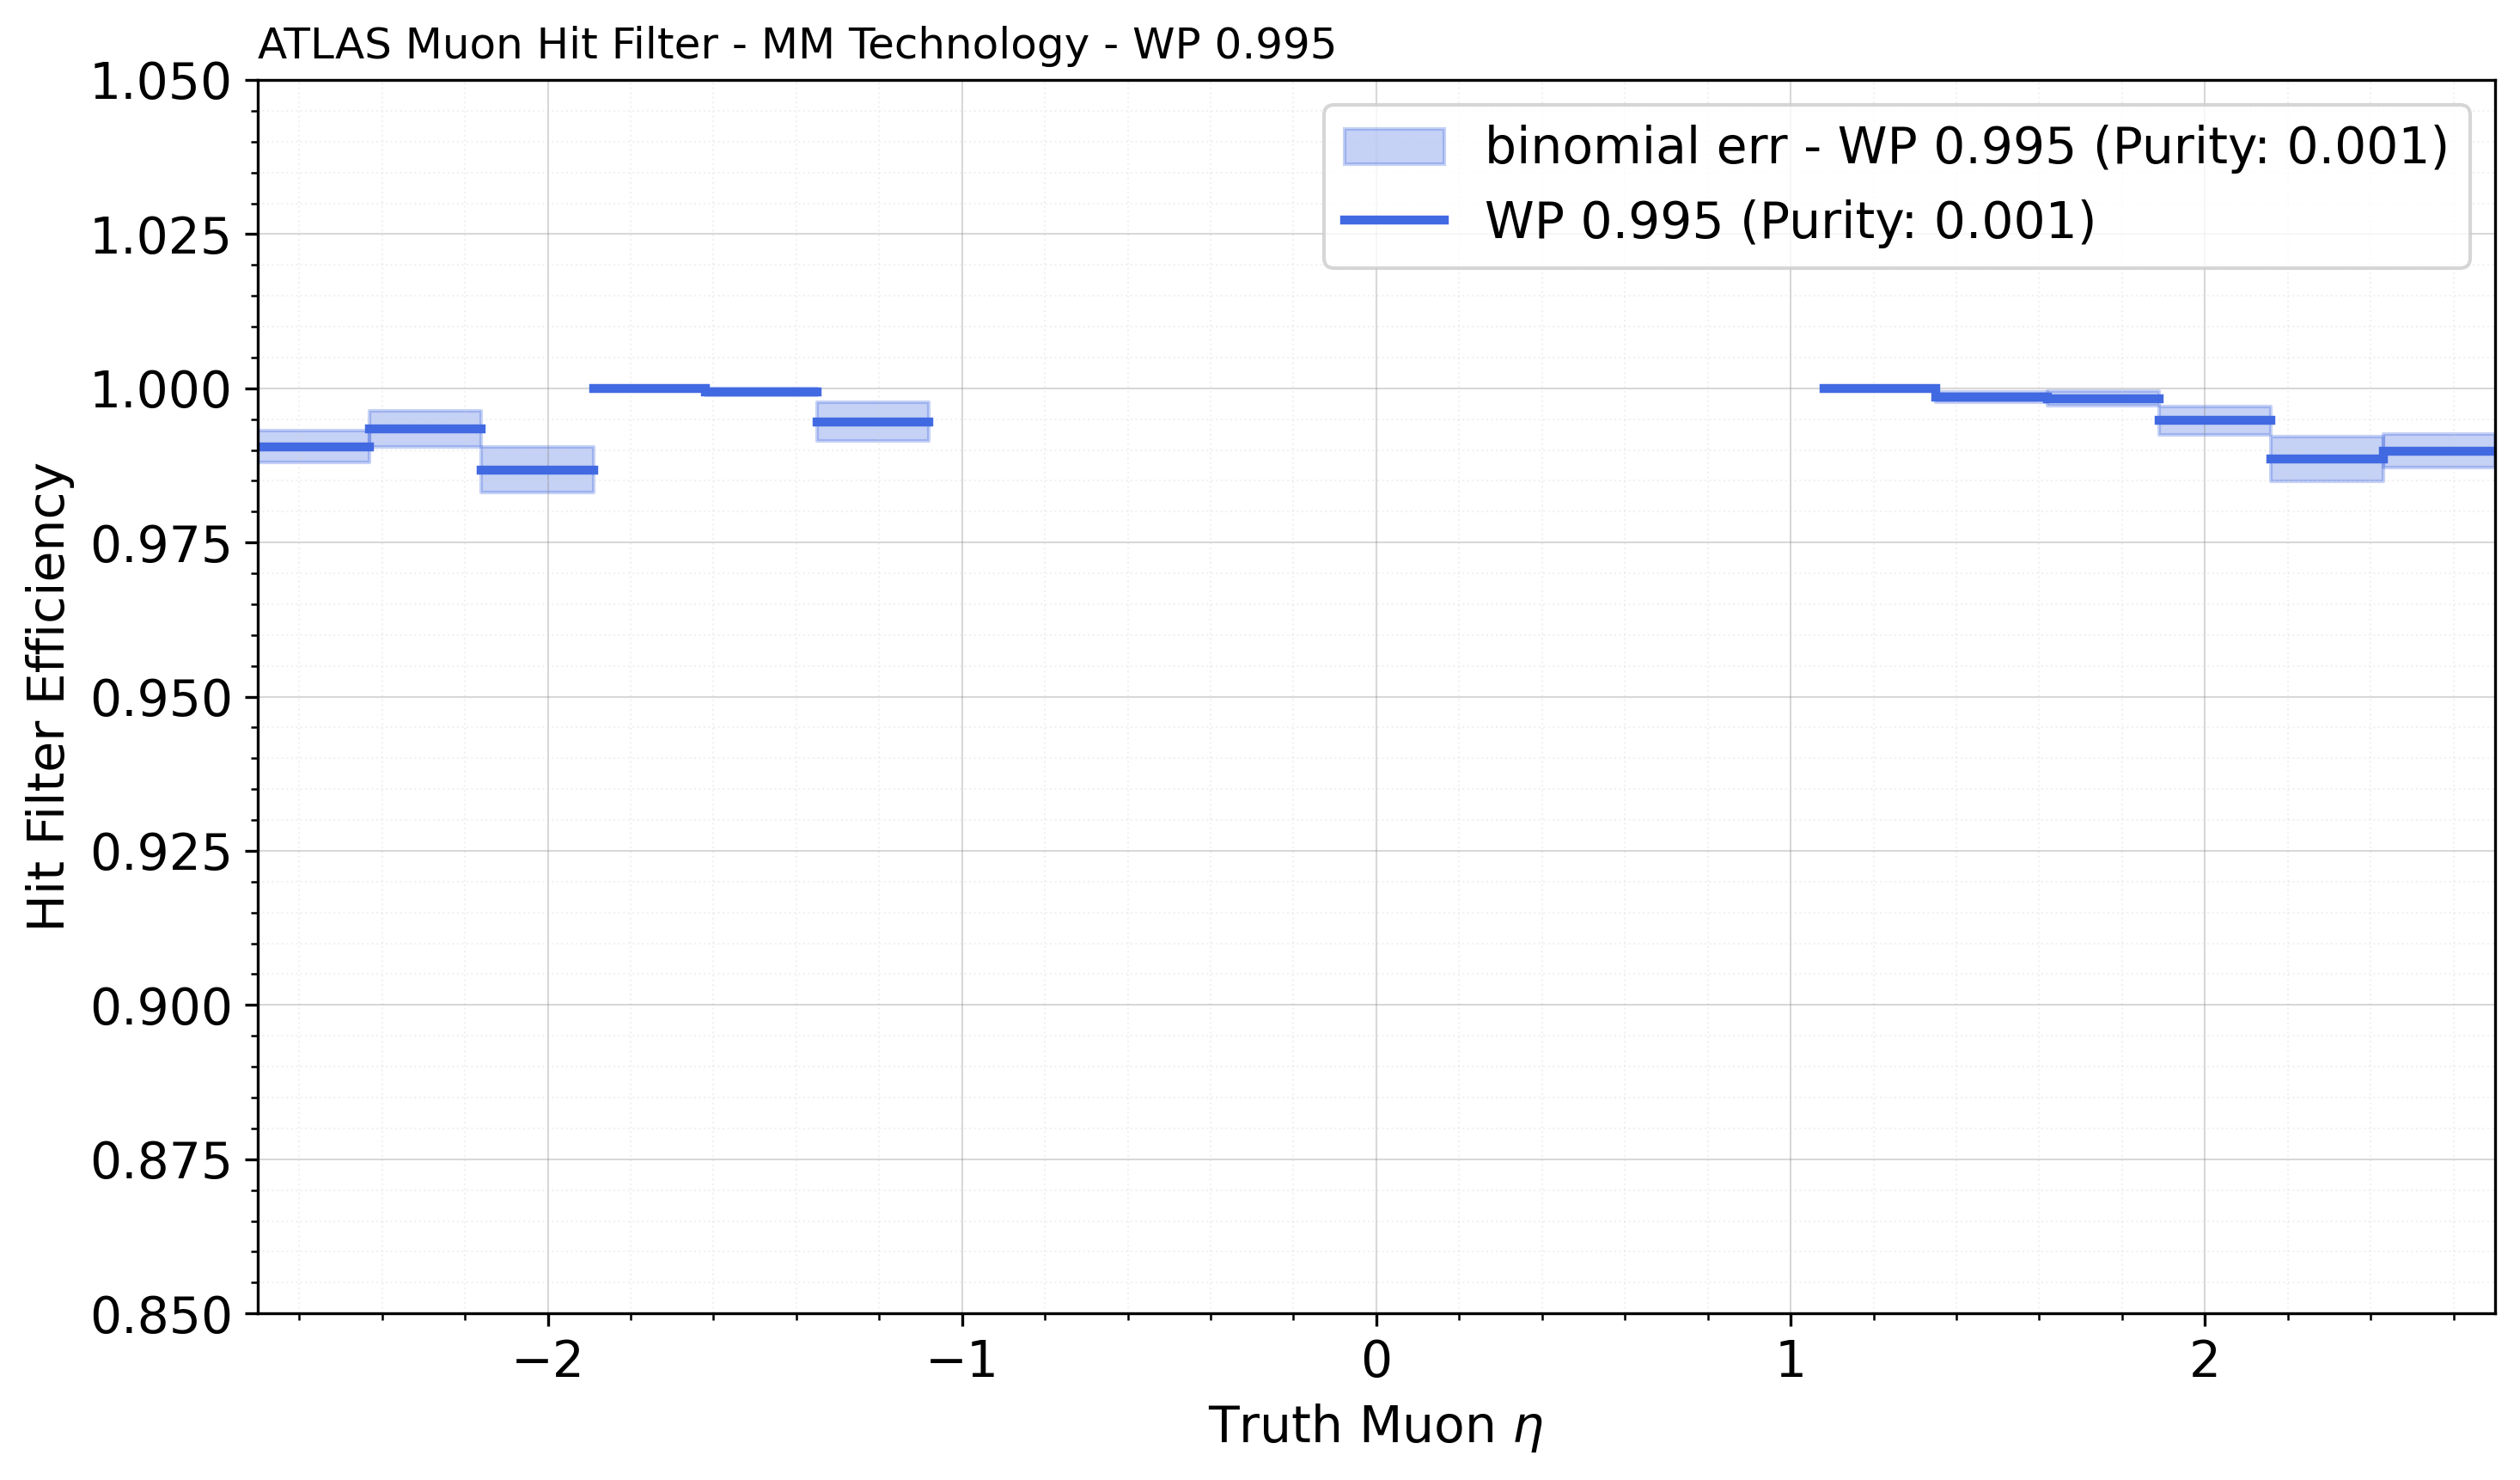 ATLAS Muon Hit Filter - MM Technology - WP 0.995
binomial err - WP 0.995 (Purity: 0.001)
WP 0.995 (Purity: 0.001)
Hit Filter Efficiency
1.050
1.025
1.000
0.975
0.950
0.925
0.900
0.875
0.850
−2 −1 0 1 2
Truth Muon η